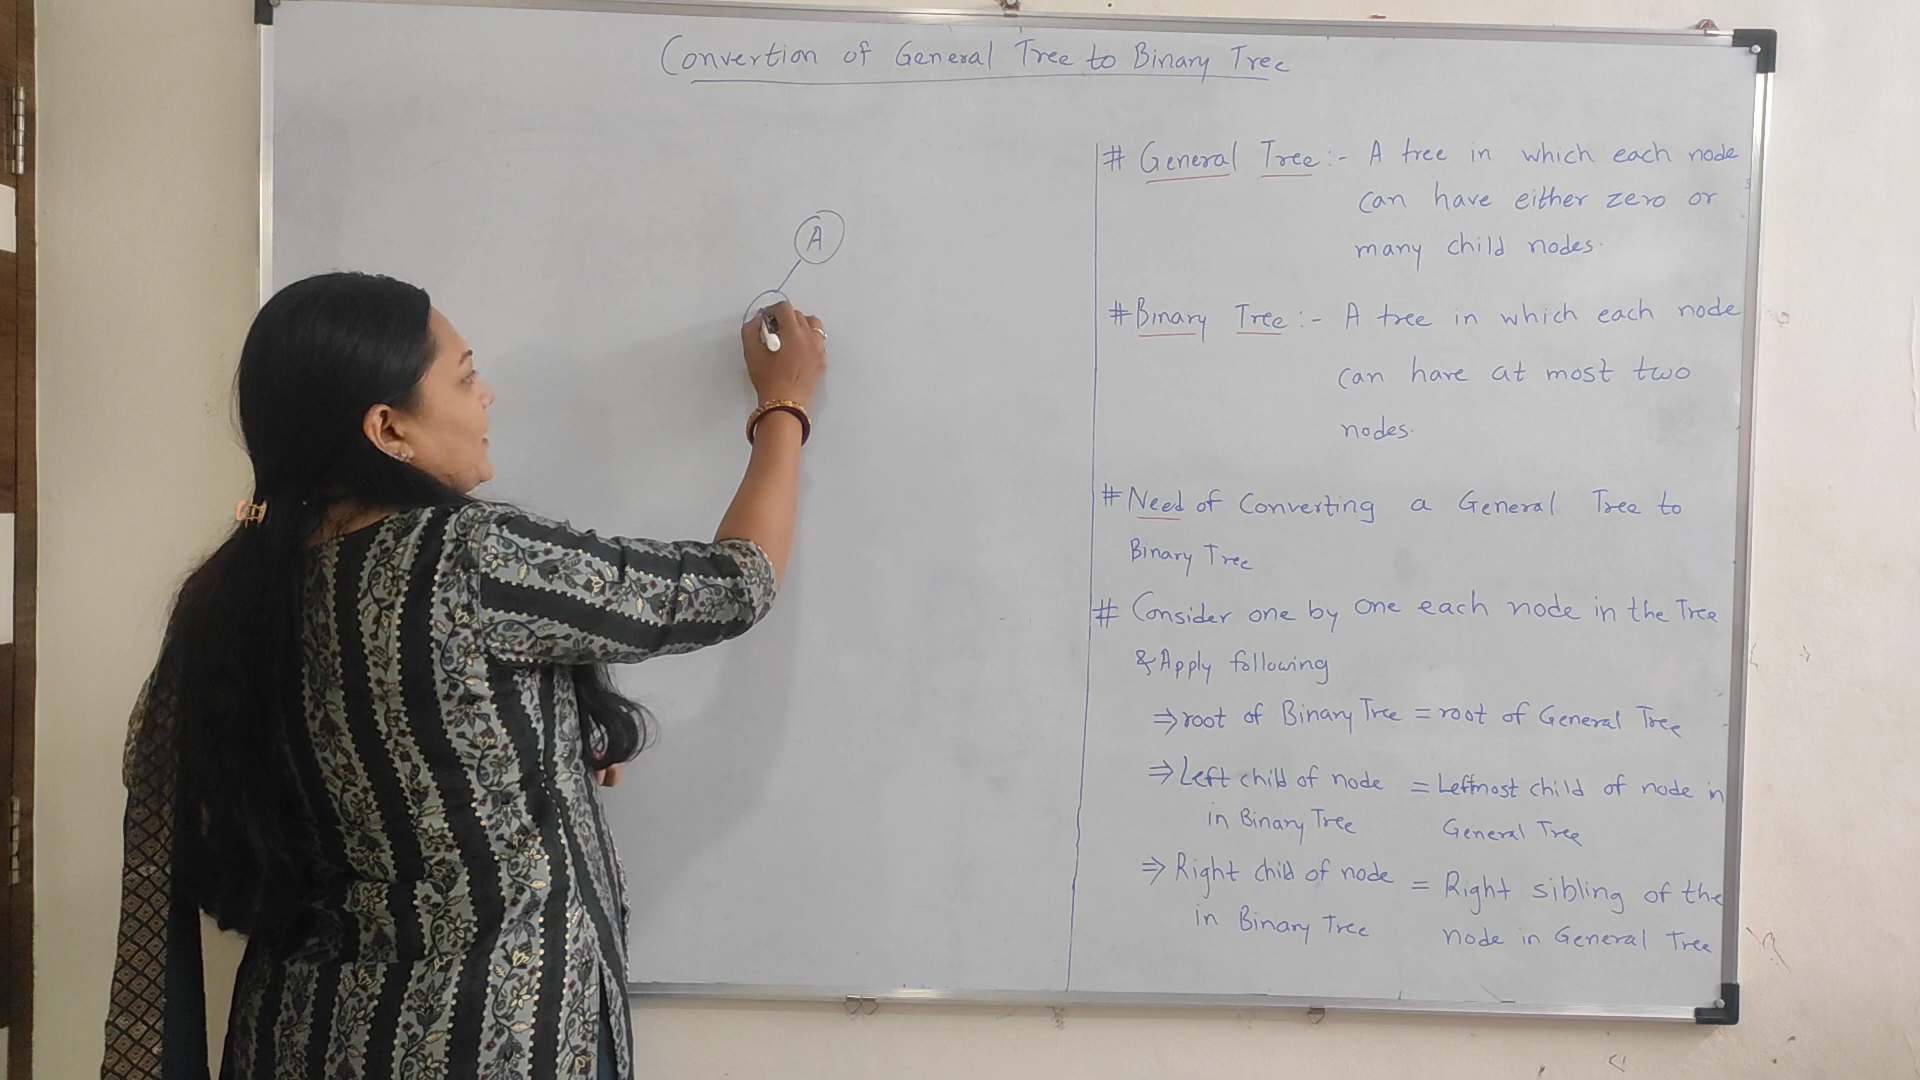 Convertion of General Tree to Binary Tree
A
# General Tree :- A tree in which each node
can have either zero or
many child nodes.
# Binary Tree :- A tree in which each node
can have at most two
nodes.
# Need of Converting a General Tree to
Binary Tree
# Consider one by one each node in the Tree
& Apply following
⇒ root of Binary Tree = root of General Tree
⇒ Left child of node = Leftmost child of node in
in Binary Tree General Tree
⇒ Right child of node = Right sibling of the
in Binary Tree node in General Tree